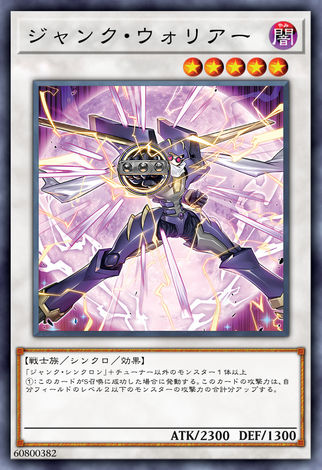 ジャンク・ウォリアー
闇
やみ
【戦士族／シンクロ／効果】
「ジャンク・シンクロン」＋チューナー以外のモンスター１体以上
①：このカードがS召喚に成功した場合に発動する。このカードの攻撃力は、自
分フィールドのレベル２以下のモンスターの攻撃力の合計分アップする。
ATK/2300 DEF/1300
60800382